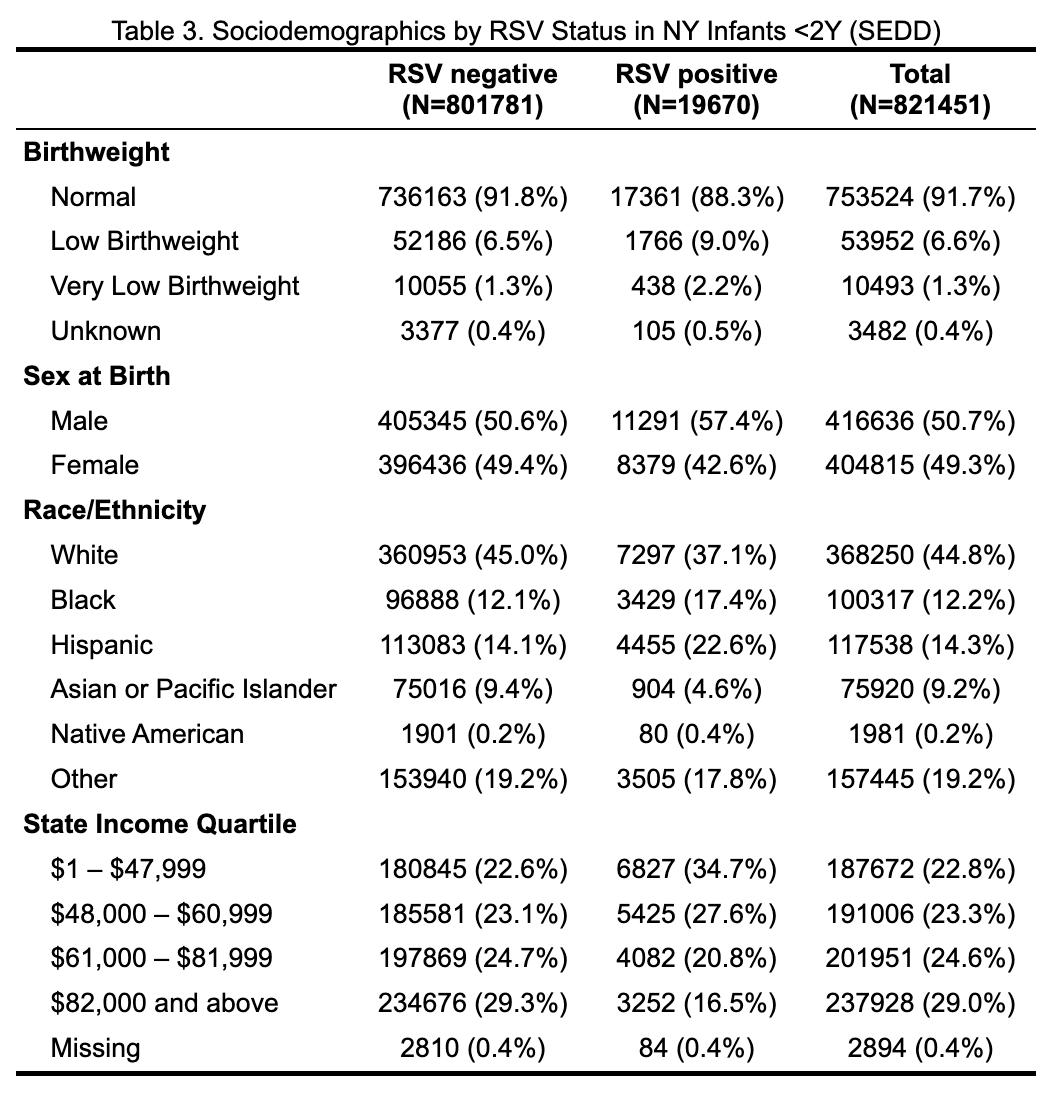 Table 3. Sociodemographics by RSV Status in NY Infants <2Y (SEDD)
RSV negative (N=801781) RSV positive (N=19670) Total (N=821451)
Birthweight
Normal 736163 (91.8%) 17361 (88.3%) 753524 (91.7%)
Low Birthweight 52186 (6.5%) 1766 (9.0%) 53952 (6.6%)
Very Low Birthweight 10055 (1.3%) 438 (2.2%) 10493 (1.3%)
Unknown 3377 (0.4%) 105 (0.5%) 3482 (0.4%)
Sex at Birth
Male 405345 (50.6%) 11291 (57.4%) 416636 (50.7%)
Female 396436 (49.4%) 8379 (42.6%) 404815 (49.3%)
Race/Ethnicity
White 360953 (45.0%) 7297 (37.1%) 368250 (44.8%)
Black 96888 (12.1%) 3429 (17.4%) 100317 (12.2%)
Hispanic 113083 (14.1%) 4455 (22.6%) 117538 (14.3%)
Asian or Pacific Islander 75016 (9.4%) 904 (4.6%) 75920 (9.2%)
Native American 1901 (0.2%) 80 (0.4%) 1981 (0.2%)
Other 153940 (19.2%) 3505 (17.8%) 157445 (19.2%)
State Income Quartile
$1 – $47,999 180845 (22.6%) 6827 (34.7%) 187672 (22.8%)
$48,000 – $60,999 185581 (23.1%) 5425 (27.6%) 191006 (23.3%)
$61,000 – $81,999 197869 (24.7%) 4082 (20.8%) 201951 (24.6%)
$82,000 and above 234676 (29.3%) 3252 (16.5%) 237928 (29.0%)
Missing 2810 (0.4%) 84 (0.4%) 2894 (0.4%)